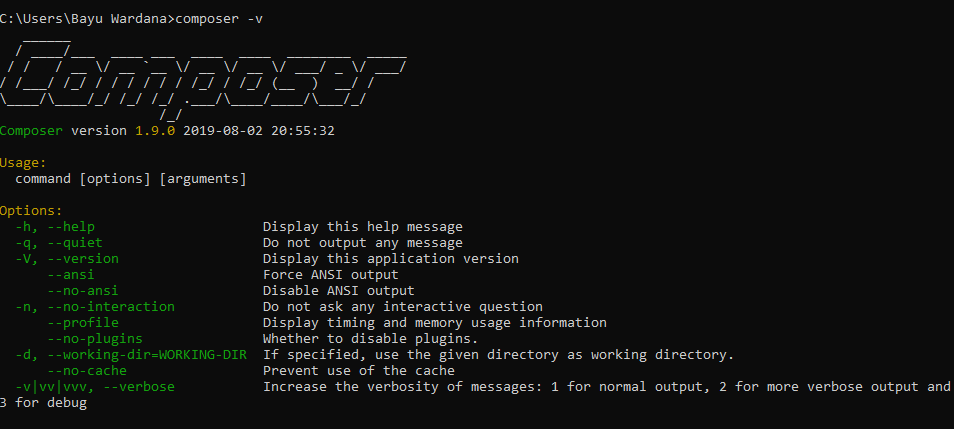 C:\Users\Bayu Wardana>composer -v
   ______
  / ____/___  ____ ___  ____  ____  ________  _____
 / /   / __ \/ __ `__ \/ __ \/ __ \/ ___/ _ \/ ___/
/ /___/ /_/ / / / / / / /_/ / /_/ (__  )  __/ /
\____/\____/_/ /_/ /_/ .___/\____/____/\___/_/
                    /_/
Composer version 1.9.0 2019-08-02 20:55:32
Usage:
  command [options] [arguments]
Options:
  -h, --help                     Display this help message
  -q, --quiet                    Do not output any message
  -V, --version                  Display this application version
      --ansi                     Force ANSI output
      --no-ansi                  Disable ANSI output
  -n, --no-interaction           Do not ask any interactive question
      --profile                  Display timing and memory usage information
      --no-plugins               Whether to disable plugins.
  -d, --working-dir=WORKING-DIR  If specified, use the given directory as working directory.
      --no-cache                 Prevent use of the cache
  -v|vv|vvv, --verbose           Increase the verbosity of messages: 1 for normal output, 2 for more verbose output and
3 for debug